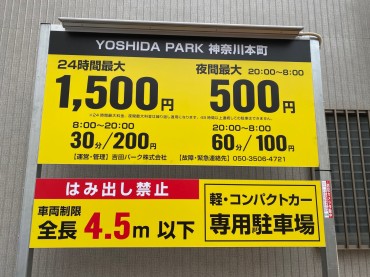 YOSHIDA PARK 神奈川本町
24時間最大
1,500円
夜間最大 20:00~8:00
500円
8:00~20:00
30分/200円
20:00~8:00
60分/100円
【運営・管理】吉田パーク株式会社 【故障・緊急連絡先】050-3506-4721
はみ出し禁止
車両制限
全長 4.5m 以下
軽・コンパクトカー
専用駐車場